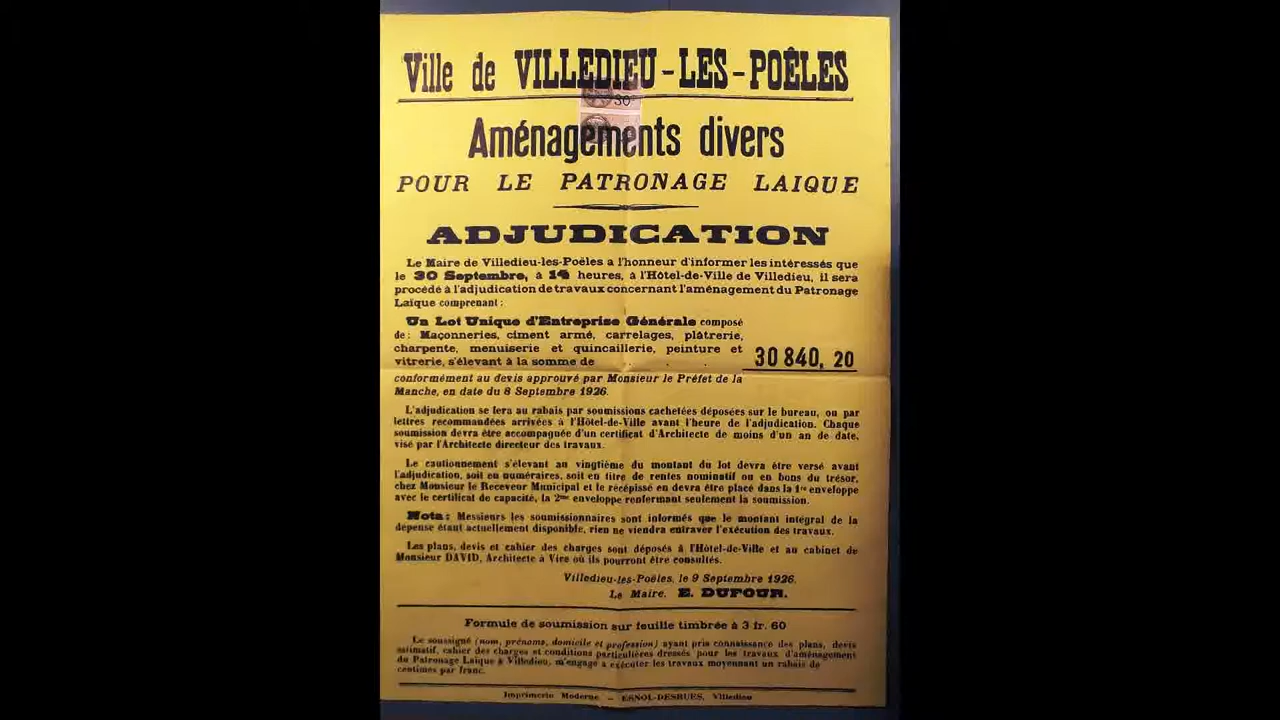 Ville de VILLEDIEU-LES-POÊLES
30c
Aménagements divers
POUR LE PATRONAGE LAIQUE
ADJUDICATION
Le Maire de Villedieu-les-Poëles a l'honneur d'informer les intéressés que
le 30 Septembre, à 14 heures, à l'Hôtel-de-Ville de Villedieu, il sera
procédé à l'adjudication de travaux concernant l'aménagement du Patronage
Laïque comprenant :
Un Lot Unique d'Entreprise Générale composé
de : Maçonneries, ciment armé, carrelages, plâtrerie,
charpente, menuiserie et quincaillerie, peinture et
vitrerie, s'élevant à la somme de . . . 30 840, 20
conformément au devis approuvé par Monsieur le Préfet de la
Manche, en date du 8 Septembre 1926.
L'adjudication se fera au rabais par soumissions cachetées déposées sur le bureau, ou par
lettres recommandées arrivées à l'Hôtel-de-Ville avant l'heure de l'adjudication. Chaque
soumission devra être accompagnée d'un certificat d'Architecte de moins d'un an de date,
visé par l'Architecte directeur des travaux.
Le cautionnement s'élevant au vingtième du montant du lot devra être versé avant
l'adjudication, soit en numéraires, soit en titre de rentes nominatif ou en bons du trésor,
chez Monsieur le Receveur Municipal et le récépissé en devra être placé dans la 1re enveloppe
avec le certificat de capacité, la 2me enveloppe renfermant seulement la soumission.
Nota : Messieurs les soumissionnaires sont informés que le montant intégral de la
dépense étant actuellement disponible, rien ne viendra entraver l'exécution des travaux.
Les plans, devis et cahier des charges sont déposés à l'Hôtel-de-Ville et au cabinet de
Monsieur DAVID, Architecte à Vire où ils pourront être consultés.
Villedieu-les-Poëles, le 9 Septembre 1926.
Le Maire, E. DUFOUR.
Formule de soumission sur feuille timbrée à 3 fr. 60
Le soussigné (nom, prénoms, domicile et profession) ayant pris connaissance des plans, devis
estimatif, cahier des charges et conditions particulières dressés pour les travaux d'aménagement
du Patronage Laïque à Villedieu, m'engage à exécuter les travaux moyennant un rabais de
centimes par franc.
Imprimerie Moderne – ESNOL-DESRUES, Villedieu